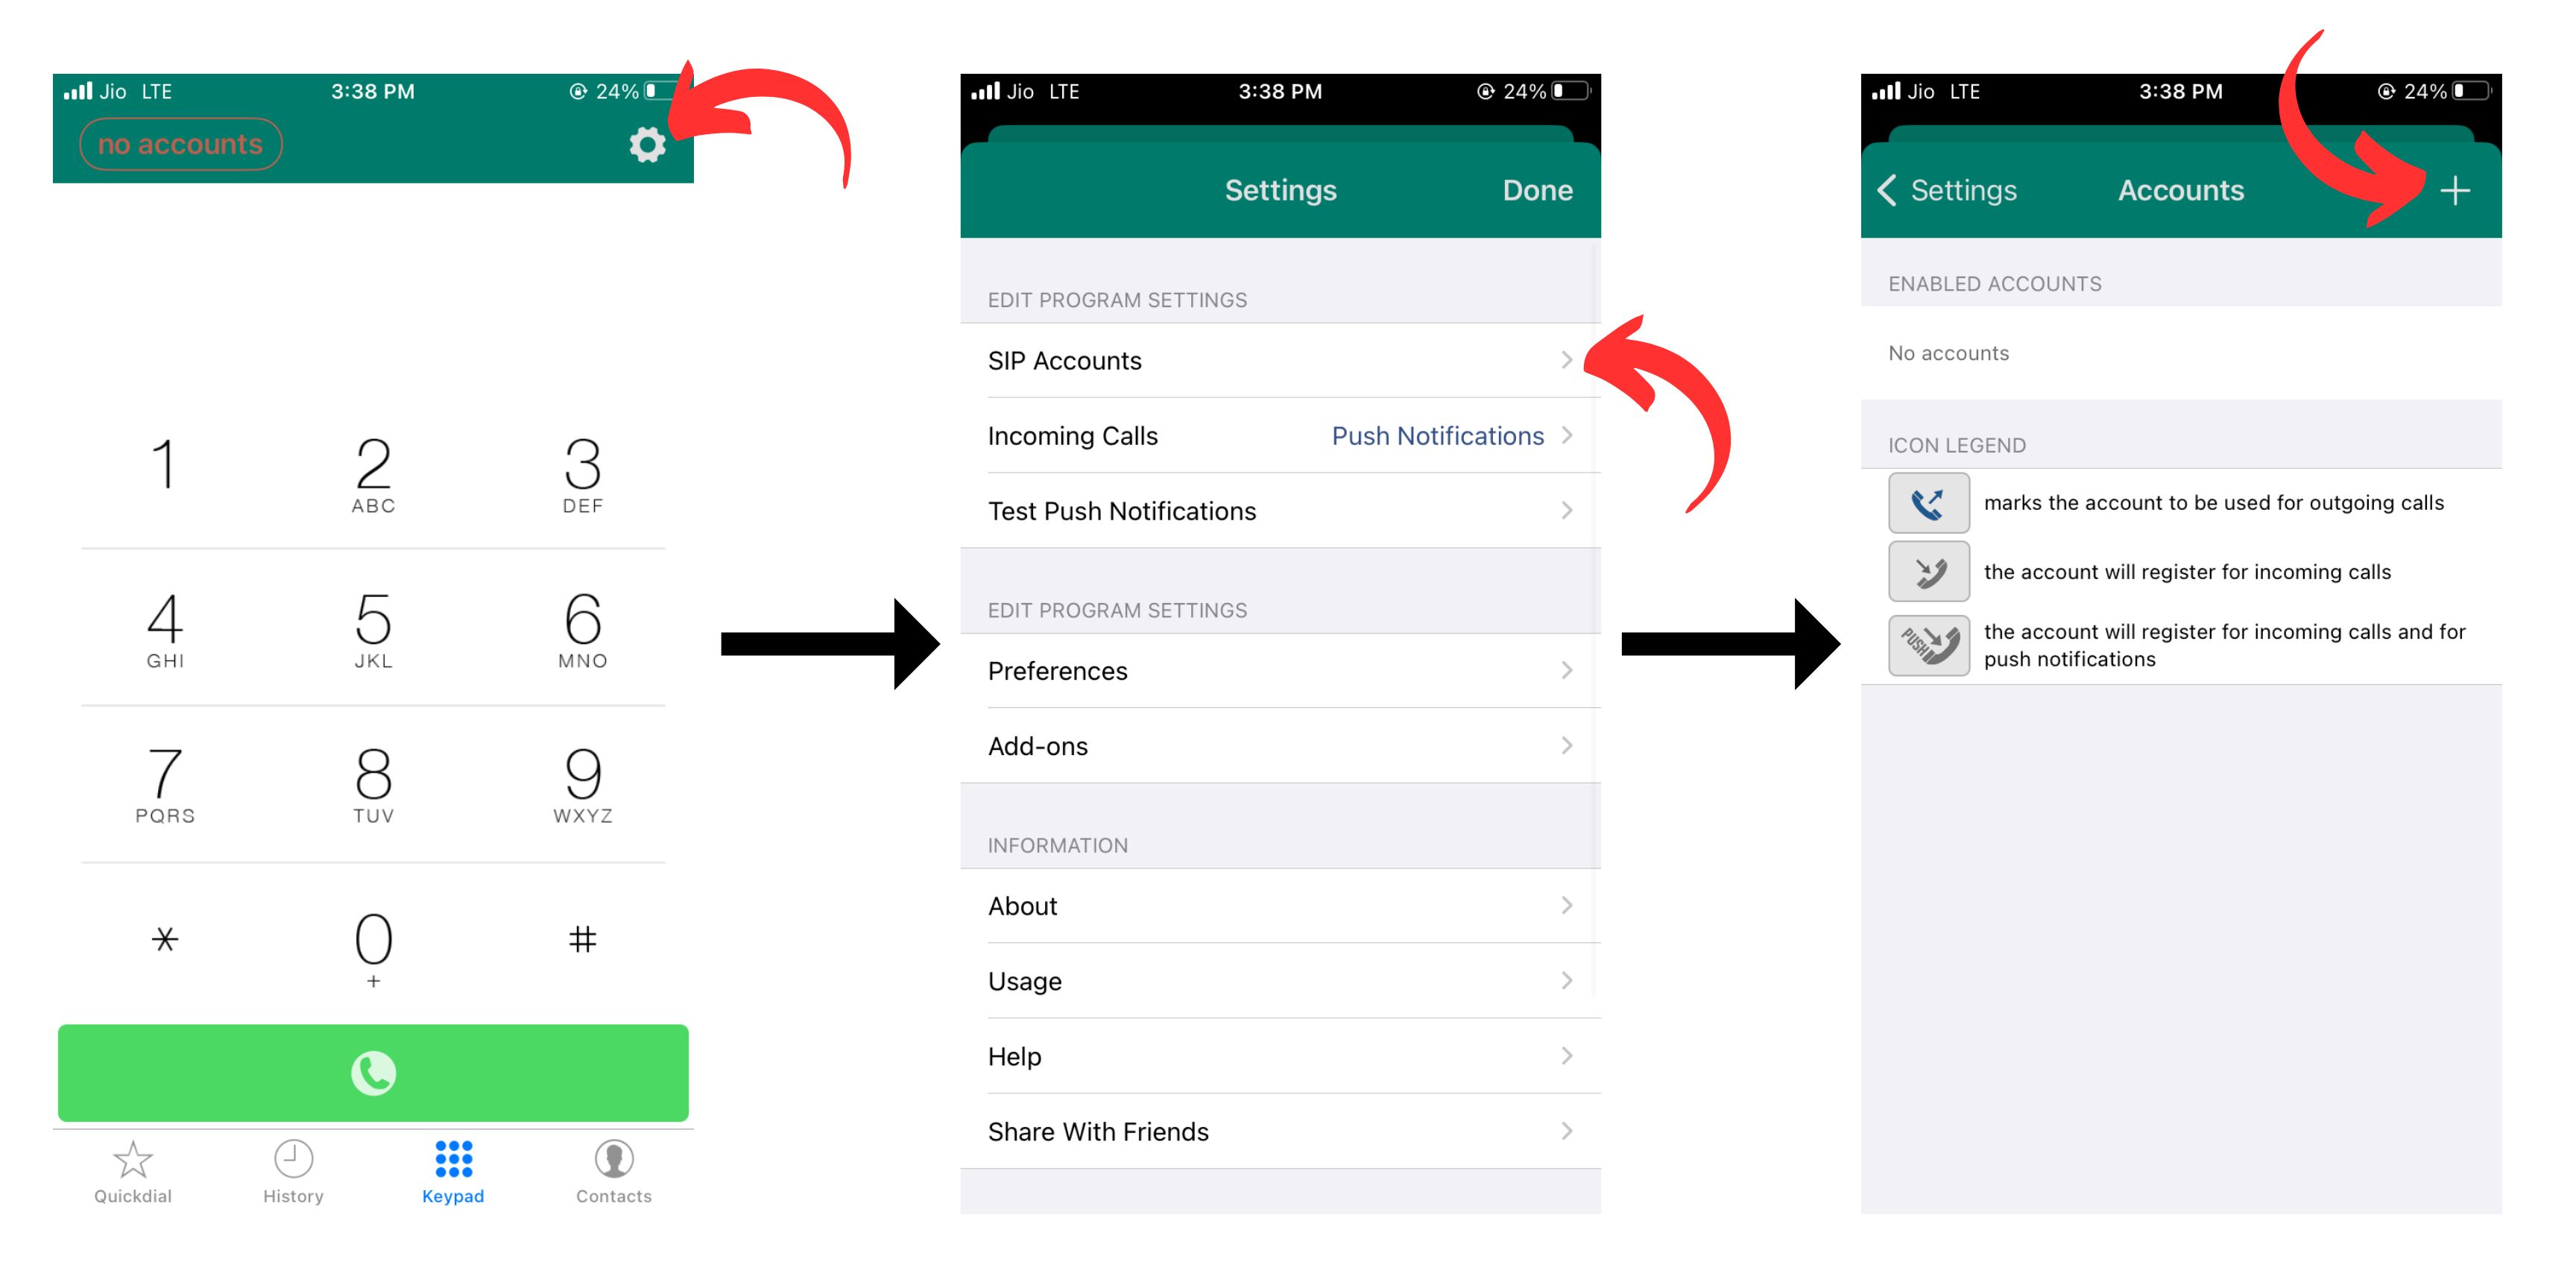 Jio LTE 3:38 PM 24%
no accounts
1 2 3
ABC DEF
4 5 6
GHI JKL MNO
7 8 9
PQRS TUV WXYZ
* 0 #
+
Quickdial History Keypad Contacts
Jio LTE 3:38 PM 24%
Settings Done
EDIT PROGRAM SETTINGS
SIP Accounts
Incoming Calls Push Notifications
Test Push Notifications
EDIT PROGRAM SETTINGS
Preferences
Add-ons
INFORMATION
About
Usage
Help
Share With Friends
Jio LTE 3:38 PM 24%
Settings Accounts +
ENABLED ACCOUNTS
No accounts
ICON LEGEND
marks the account to be used for outgoing calls
the account will register for incoming calls
PUSH the account will register for incoming calls and for
push notifications